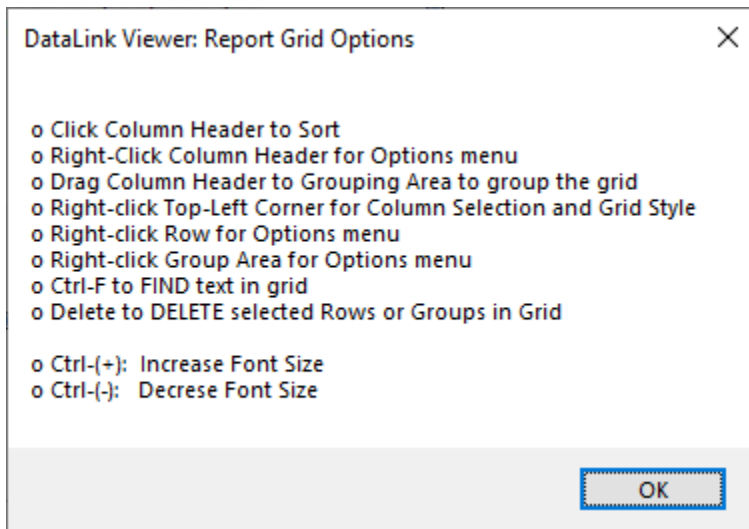 DataLink Viewer: Report Grid Options
o Click Column Header to Sort
o Right-Click Column Header for Options menu
o Drag Column Header to Grouping Area to group the grid
o Right-click Top-Left Corner for Column Selection and Grid Style
o Right-click Row for Options menu
o Right-click Group Area for Options menu
o Ctrl-F to FIND text in grid
o Delete to DELETE selected Rows or Groups in Grid
o Ctrl-(+):  Increase Font Size
o Ctrl-(-):   Decrese Font Size
OK